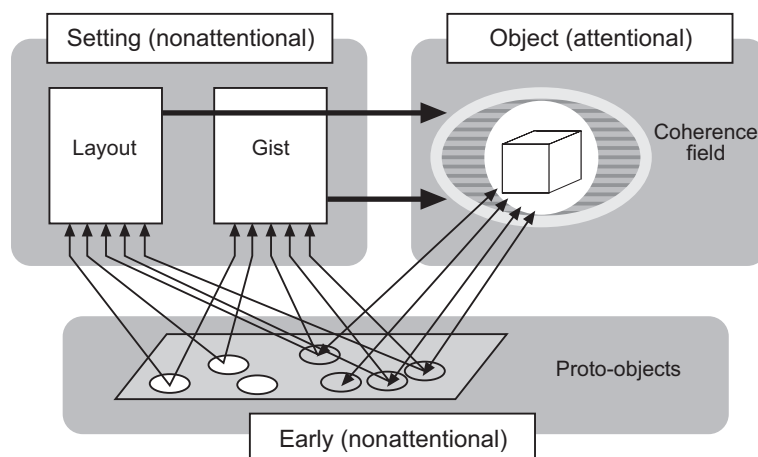 Setting (nonattentional)
Object (attentional)
Layout
Gist
Coherence
field
Proto-objects
Early (nonattentional)